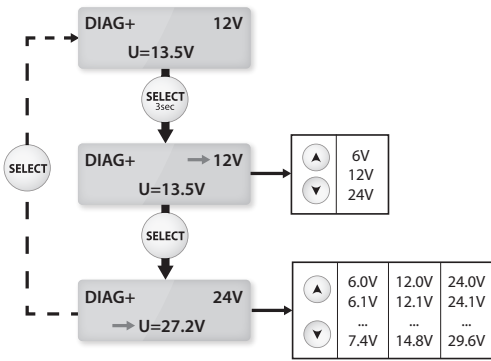 DIAG+ 12V
U=13.5V
SELECT
3sec
SELECT
DIAG+ 12V
U=13.5V
6V
12V
24V
SELECT
DIAG+ 24V
U=27.2V
6.0V 12.0V 24.0V
6.1V 12.1V 24.1V
... ... ...
7.4V 14.8V 29.6V